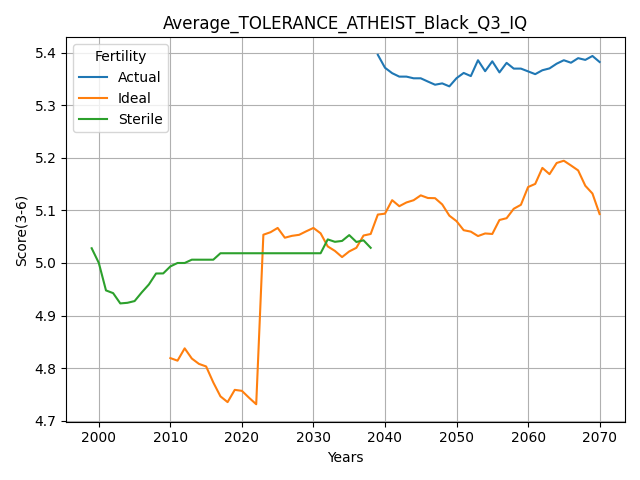 Average_TOLERANCE_ATHEIST_Black_Q3_IQ
Fertility
Actual
Ideal
Sterile
Score(3-6)
5.4
5.3
5.2
5.1
5.0
4.9
4.8
4.7
2000 2010 2020 2030 2040 2050 2060 2070
Years